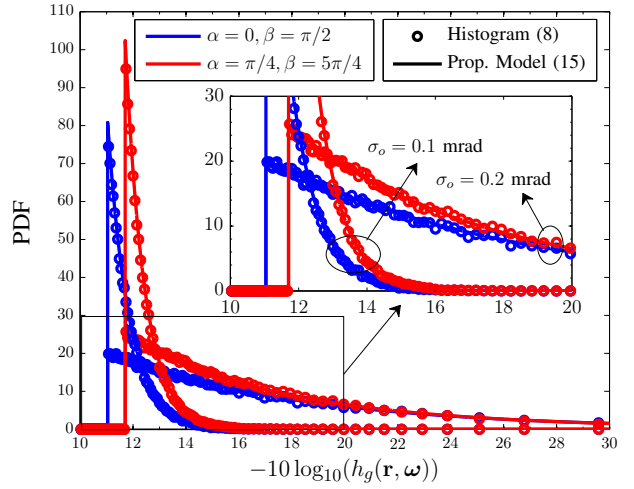 PDF
110
100
90
80
70
60
50
40
30
20
10
0
α = 0, β = π/2
α = π/4, β = 5π/4
Histogram (8)
Prop. Model (15)
30
20
10
0
σ_o = 0.1 mrad
σ_o = 0.2 mrad
10 12 14 16 18 20
10 12 14 16 18 20 22 24 26 28 30
−10 log₁₀(h_g(r, ω))